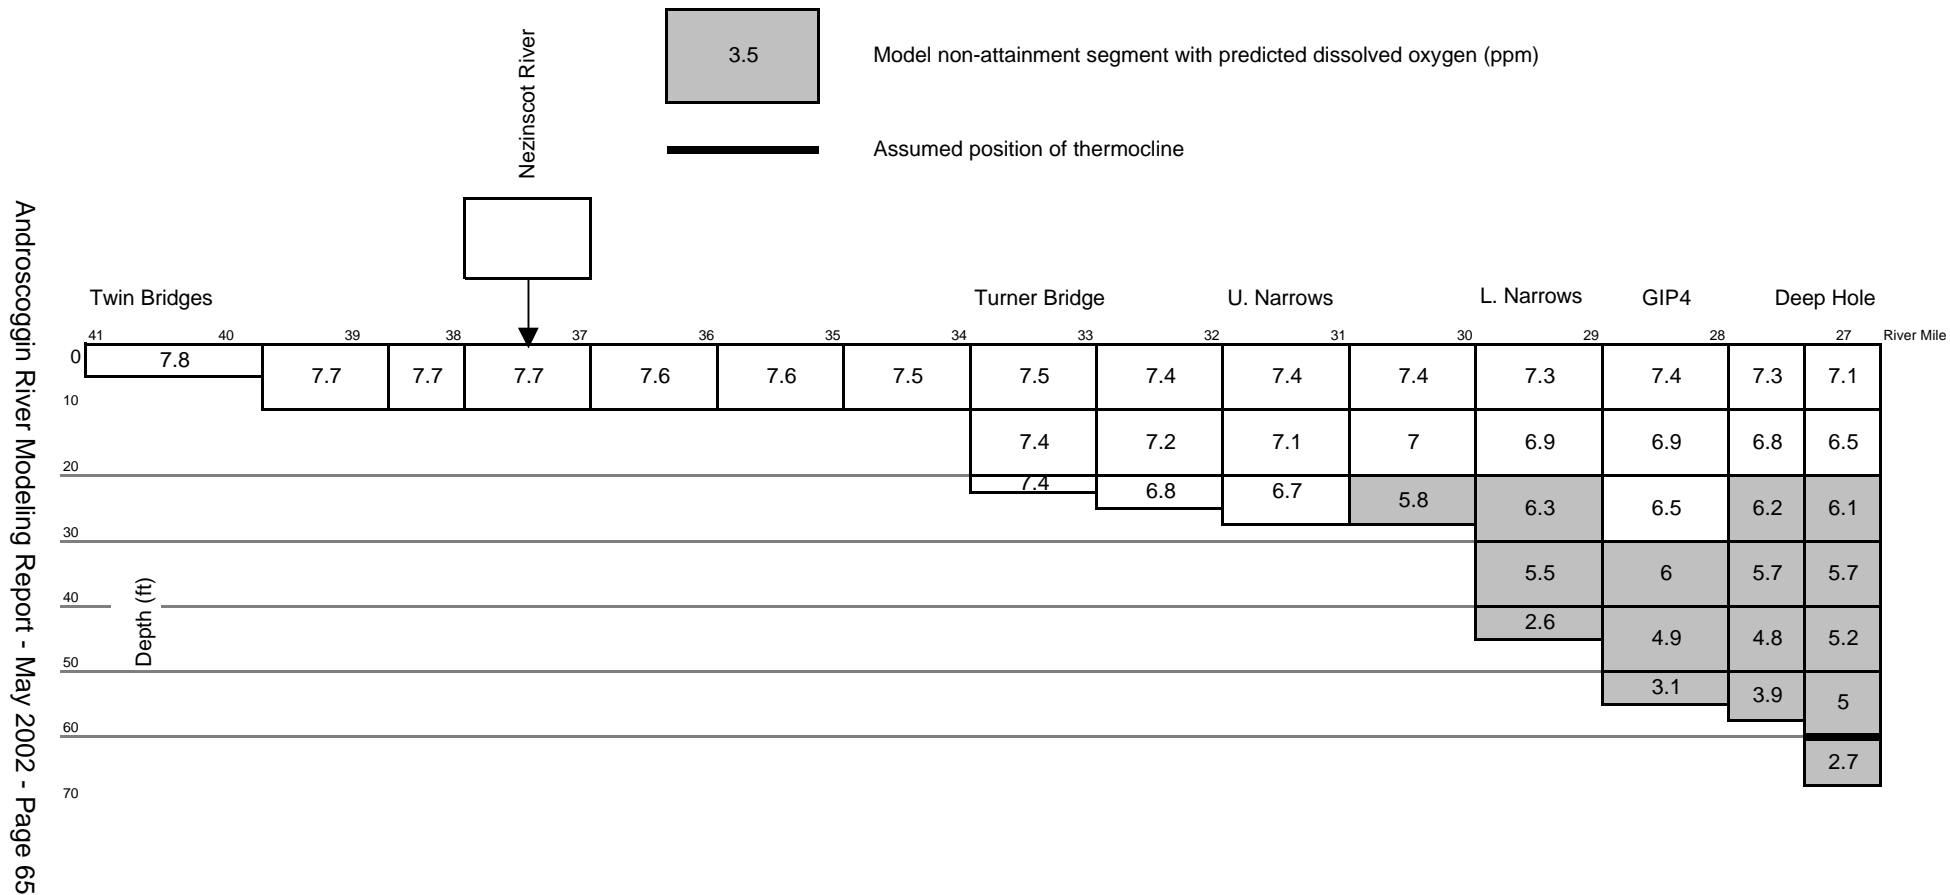 3.5
Model non-attainment segment with predicted dissolved oxygen (ppm)
Assumed position of thermocline
Nezinscot River
Twin Bridges
Turner Bridge
U. Narrows
L. Narrows
GIP4
Deep Hole
41 40 39 38 37 36 35 34 33 32 31 30 29 28 27 River Mile
0
7.8 7.7 7.7 7.7 7.6 7.6 7.5 7.5 7.4 7.4 7.4 7.3 7.4 7.3 7.1
10
7.4 7.2 7.1 7 6.9 6.9 6.8 6.5
20
7.4 6.8 6.7 5.8 6.3 6.5 6.2 6.1
30
5.5 6 5.7 5.7
40
2.6 4.9 4.8 5.2
50
3.1 3.9 5
60
2.7
70
Depth (ft)
Androscoggin River Modeling Report - May 2002 - Page 65